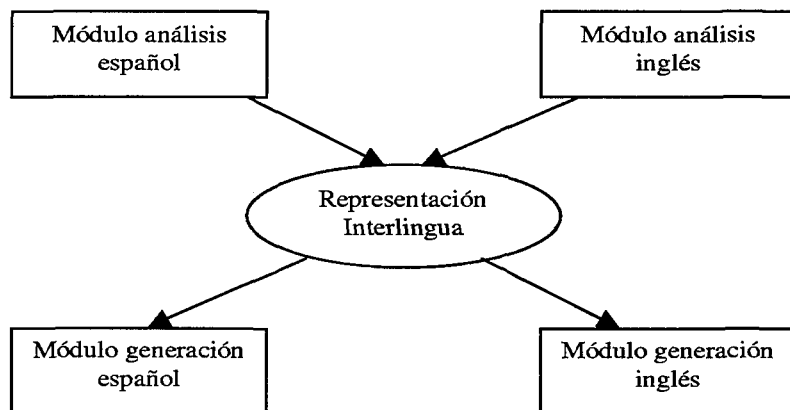 Módulo análisis
español
Módulo análisis
inglés
Representación
Interlingua
Módulo generación
español
Módulo generación
inglés